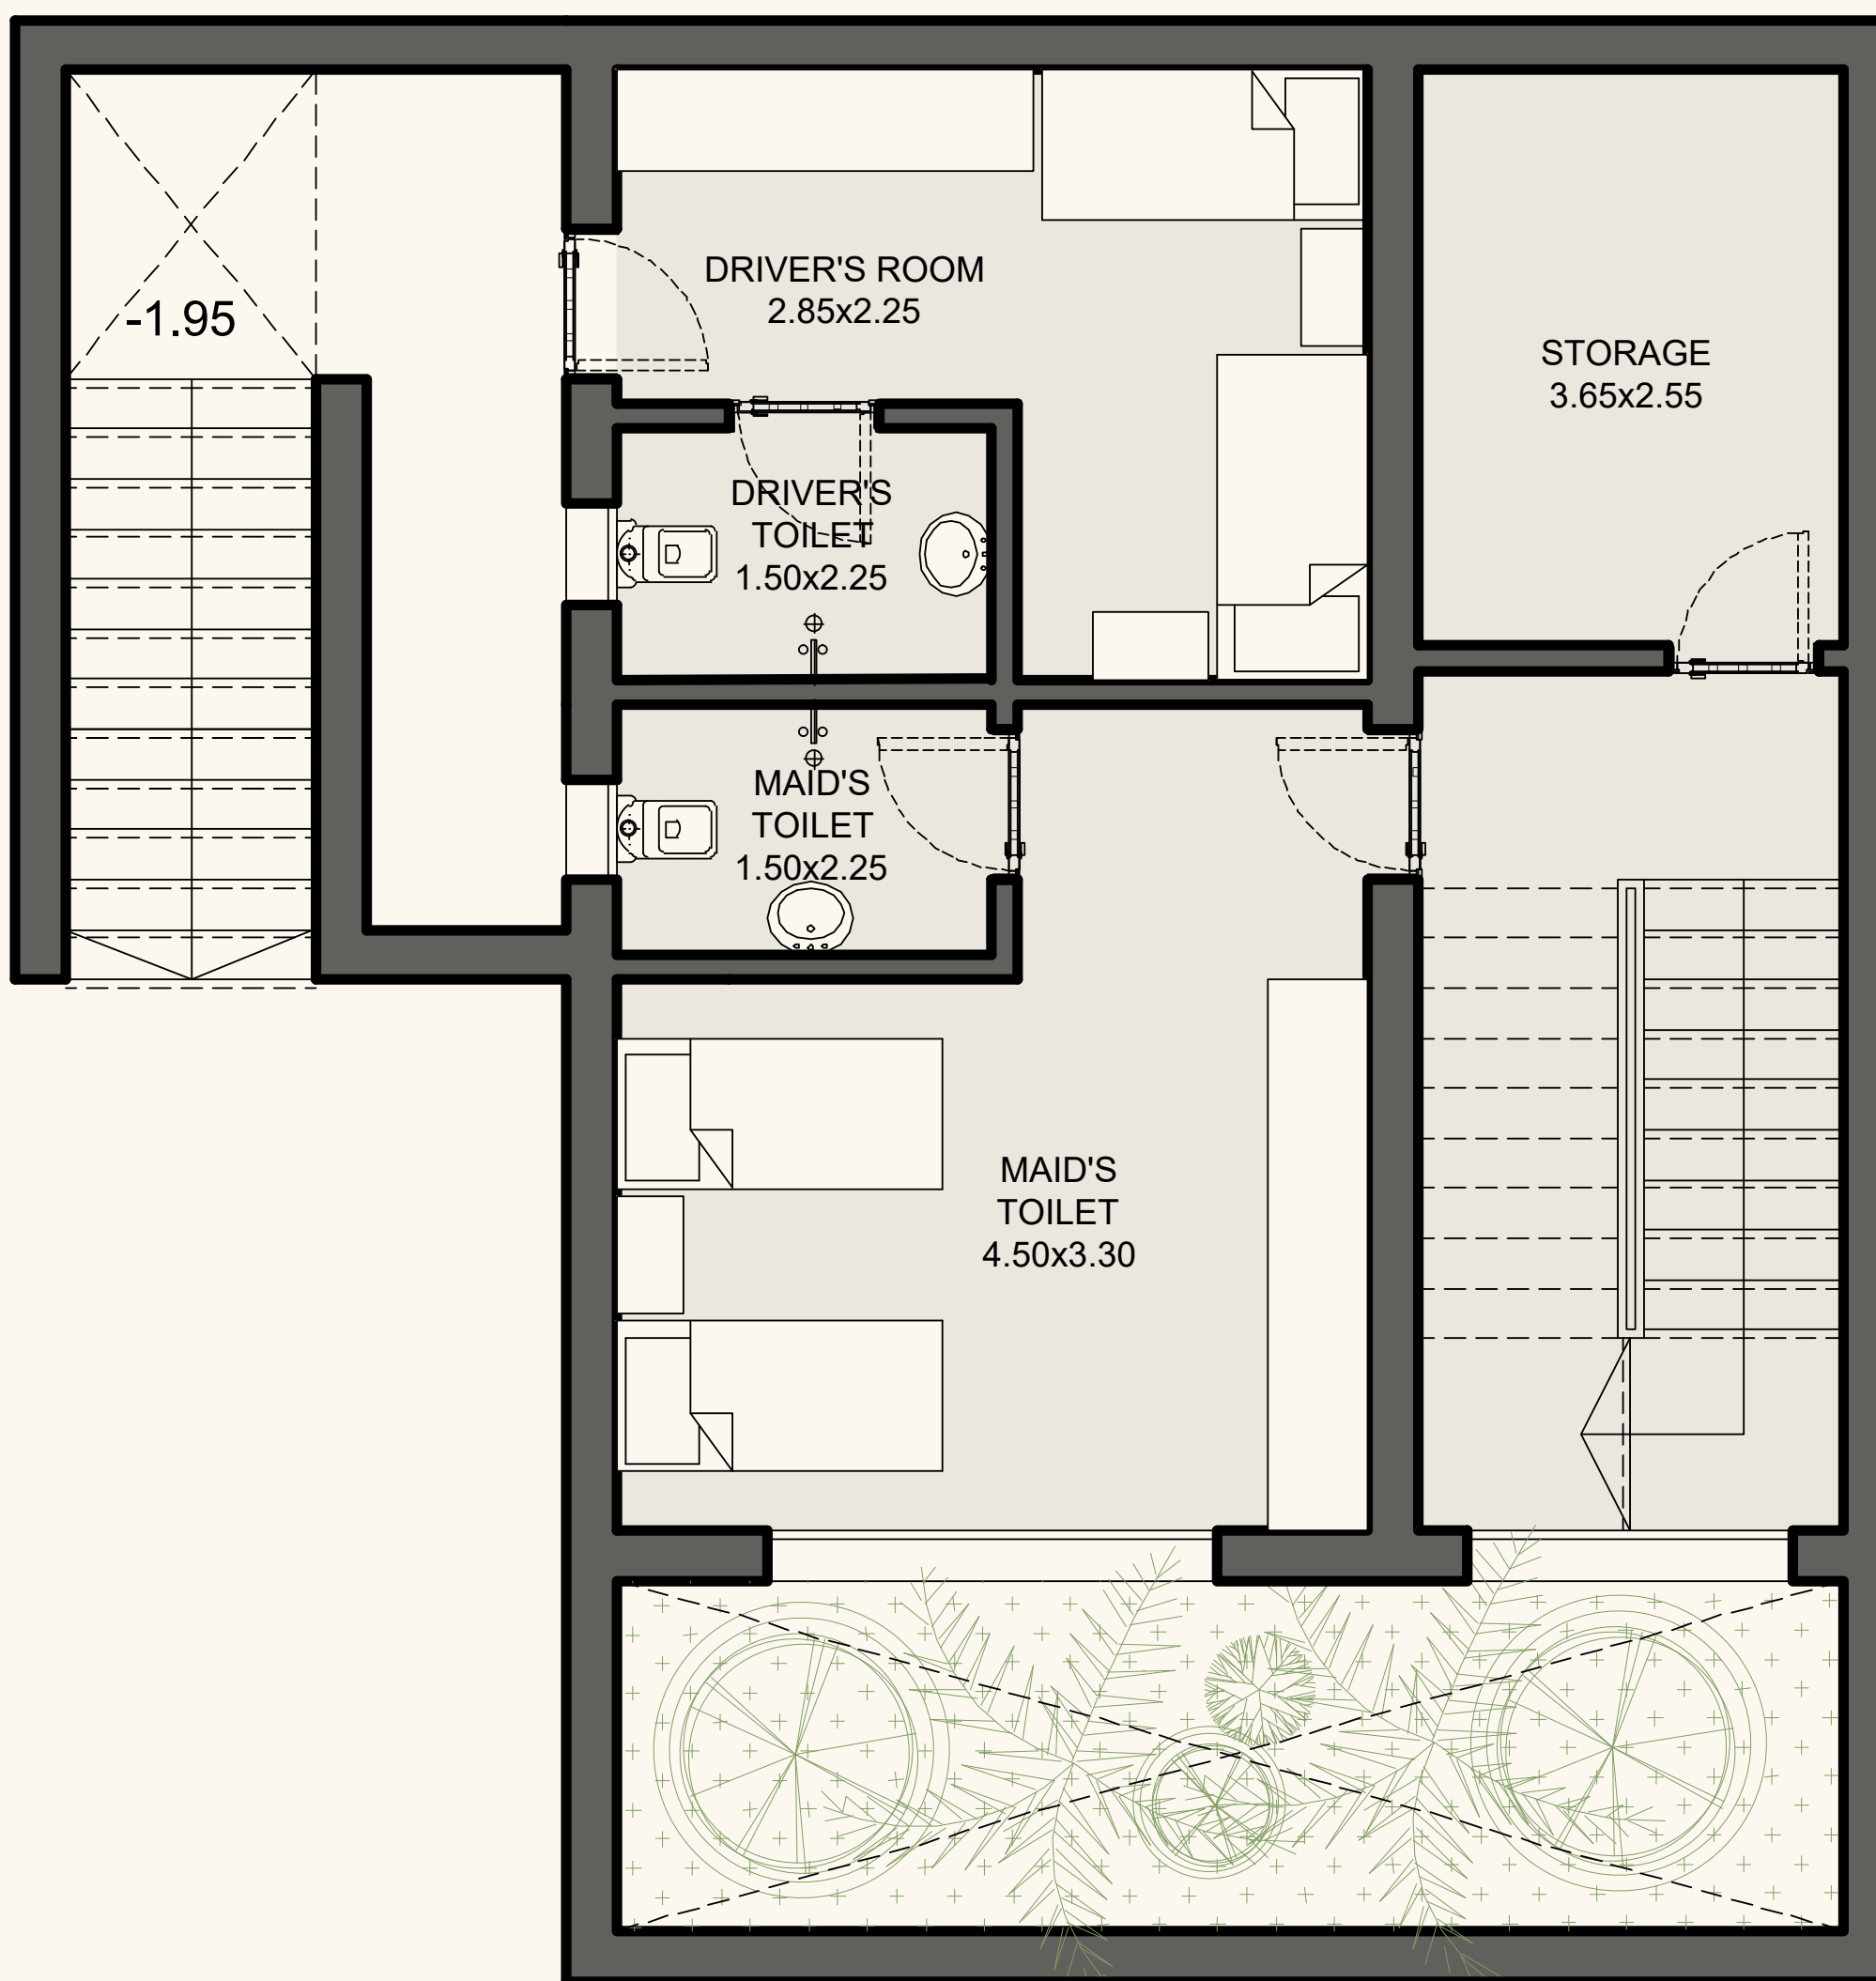 DRIVER'S ROOM
2.85x2.25
-1.95
STORAGE
3.65x2.55
DRIVER'S
TOILET
1.50x2.25
MAID'S
TOILET
1.50x2.25
MAID'S
TOILET
4.50x3.30